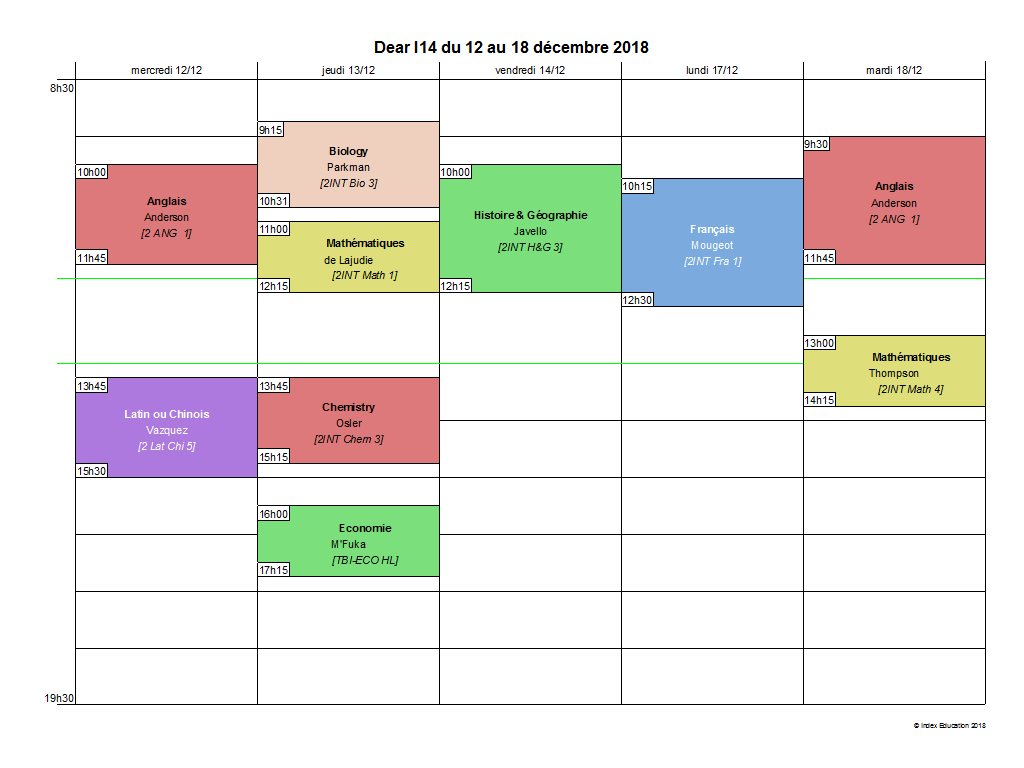 Dear I14 du 12 au 18 décembre 2018
mercredi 12/12
jeudi 13/12
vendredi 14/12
lundi 17/12
mardi 18/12
8h30
10h00
Anglais
Anderson
[2 ANG 1]
11h45
13h45
Latin ou Chinois
Vazquez
[2 Lat Chi 5]
15h30
9h15
Biology
Parkman
[2INT Bio 3]
10h31
11h00
Mathématiques
de Lajudie
[2INT Math 1]
12h15
13h45
Chemistry
Osler
[2INT Chem 3]
15h15
16h00
Economie
M'Fuka
[TBI-ECO HL]
17h15
10h00
Histoire & Géographie
Javello
[2INT H&G 3]
12h15
10h15
Français
Mougeot
[2INT Fra 1]
12h30
9h30
Anglais
Anderson
[2 ANG 1]
11h45
13h00
Mathématiques
Thompson
[2INT Math 4]
14h15
19h30
© Index Education 2018